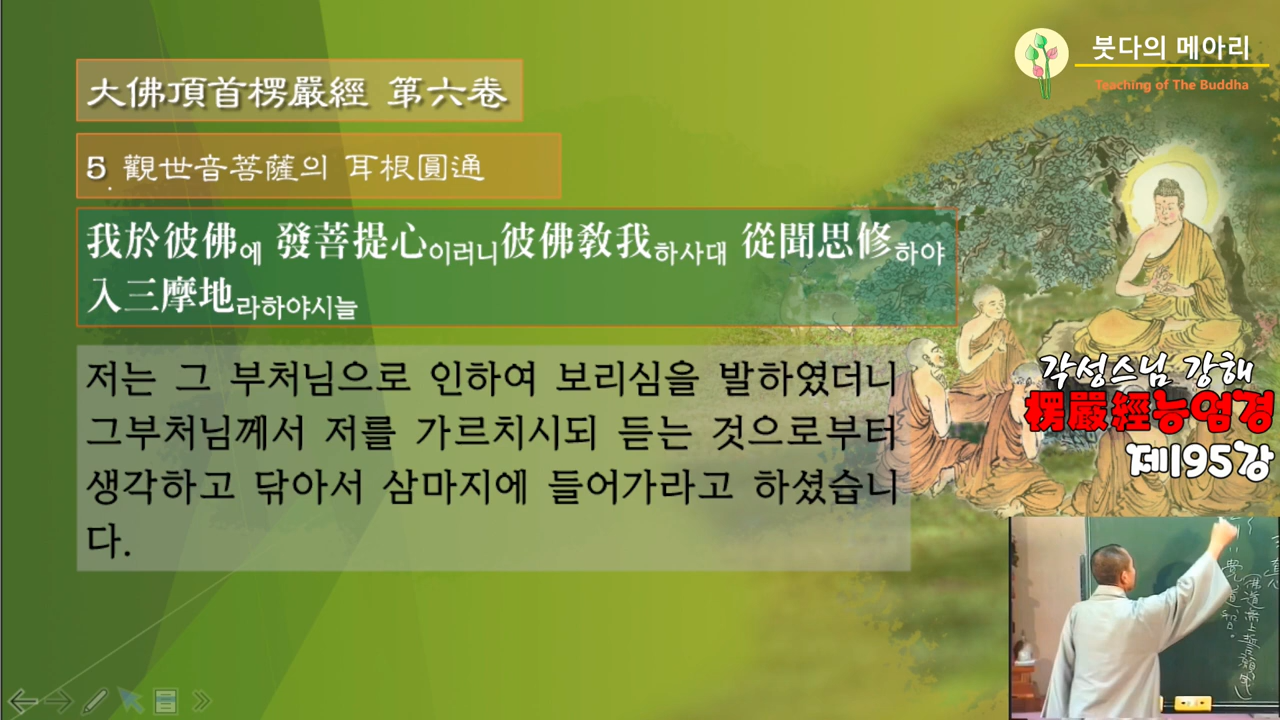 붓다의 메아리
Teaching of The Buddha
大佛頂首楞嚴經 第六卷
5. 觀世音菩薩의 耳根圓通
我於彼佛에 發菩提心이러니彼佛敎我하사대 從聞思修하야
入三摩地라하야시늘
저는 그 부처님으로 인하여 보리심을 발하였더니
그부처님께서 저를 가르치시되 듣는 것으로부터
생각하고 닦아서 삼마지에 들어가라고 하셨습니
다.
각성스님 강해
楞嚴經능엄경
제195강